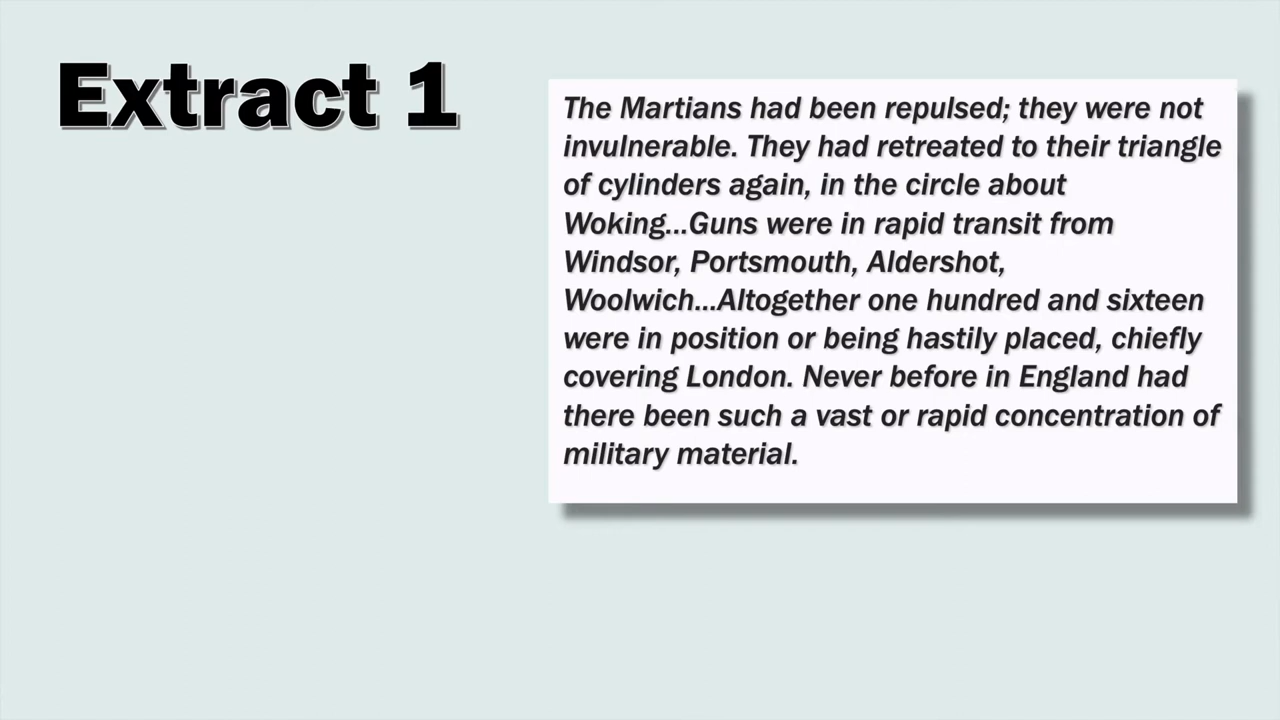 Extract 1
The Martians had been repulsed; they were not
invulnerable. They had retreated to their triangle
of cylinders again, in the circle about
Woking...Guns were in rapid transit from
Windsor, Portsmouth, Aldershot,
Woolwich...Altogether one hundred and sixteen
were in position or being hastily placed, chiefly
covering London. Never before in England had
there been such a vast or rapid concentration of
military material.